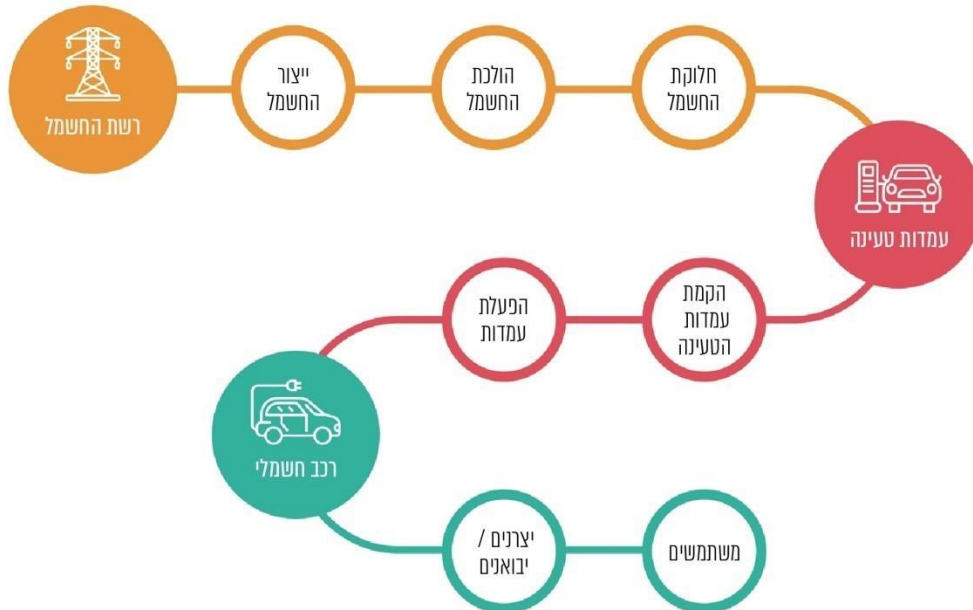 רשת החשמל
ייצור
החשמל
הולכת
החשמל
חלוקת
החשמל
עמדות טעינה
הקמת
עמדות
הטעינה
הפעלת
עמדות
רכב חשמלי
יצרנים /
יבואנים
משתמשים